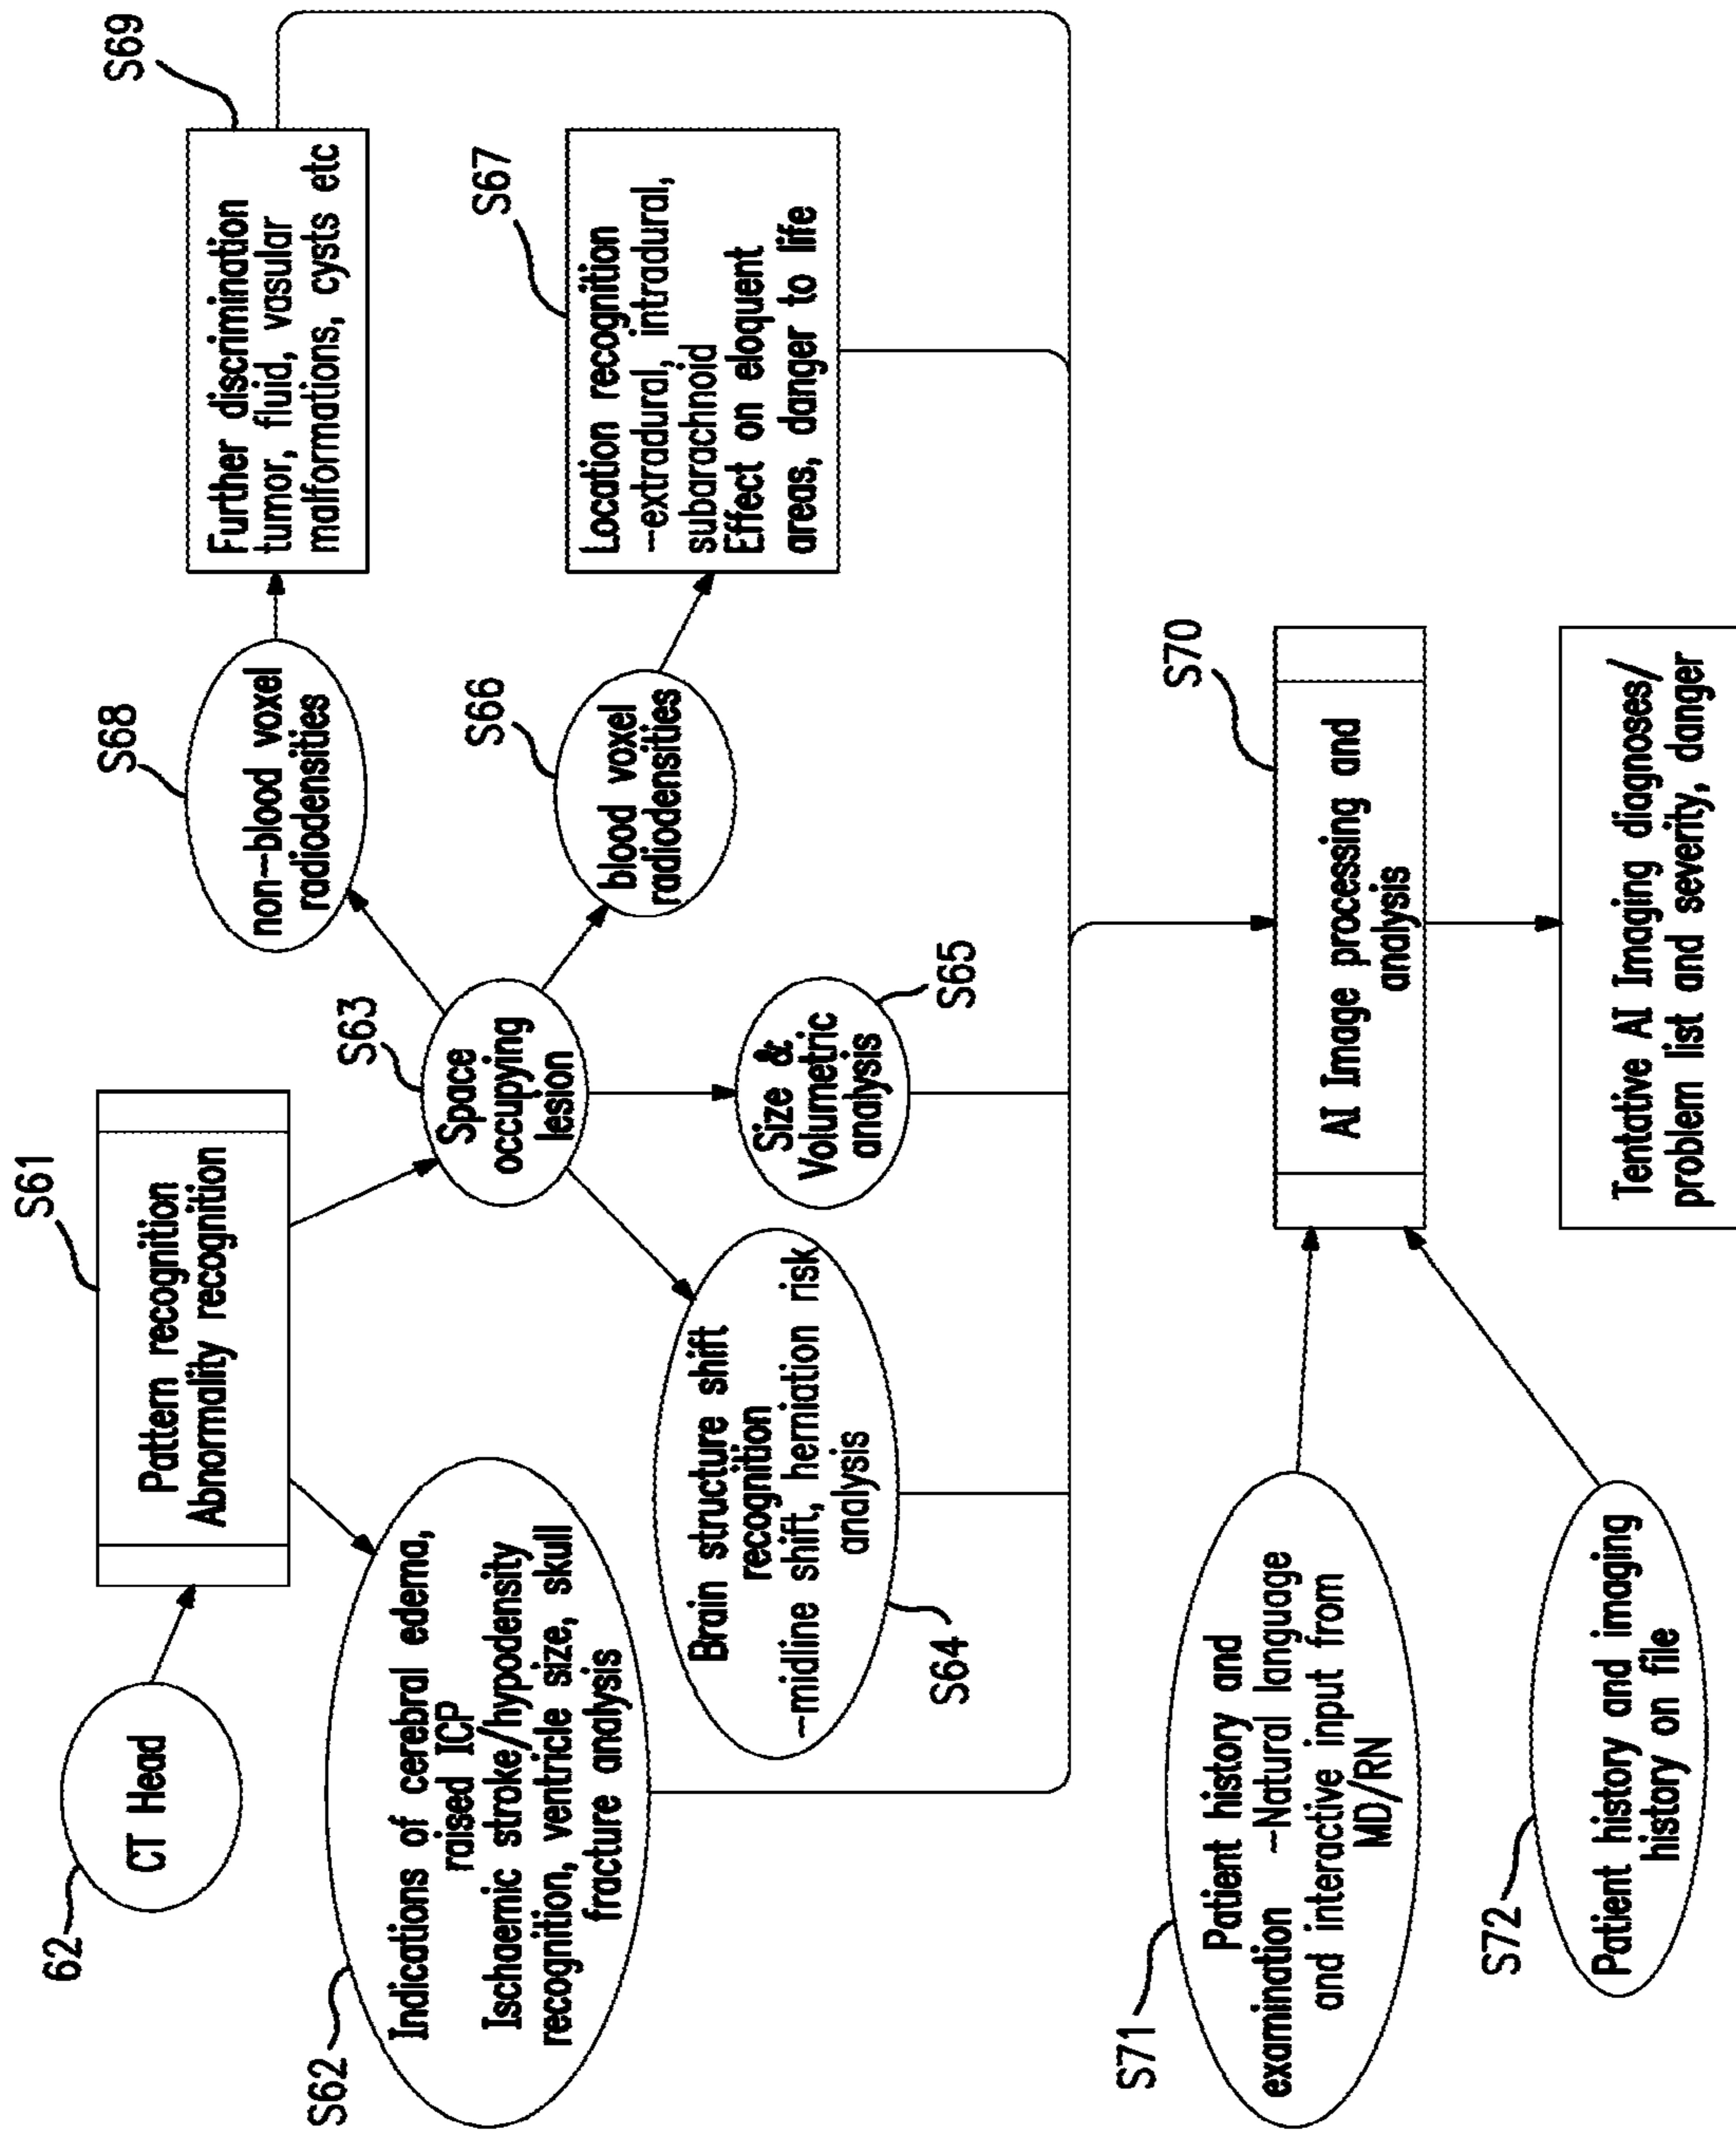 62
CT Head
S61
Pattern recognition
Abnormality recognition
S62
Indications of cerebral edema,
raised ICP
Ischaemic stroke/hypodensity
recognition, ventricle size, skull
fracture analysis
S63
Space
occupying
lesion
S64
Brain structure shift
recognition
--midline shift, herniation risk
analysis
S65
Size &
Volumetric
analysis
S66
blood voxel
radiodensities
S67
Location recognition
--extradural, intradural,
subarachnoid
Effect on eloquent
areas, danger to life
S68
non--blood voxel
radiodensities
S69
Further discrimination
tumor, fluid, vasular
malformations, cysts etc
S70
AI Image processing and
analysis
S71
Patient history and
examination --Natural language
and interactive input from
MD/RN
S72
Patient history and imaging
history on file
Tentative AI Imaging diagnoses/
problem list and severity, danger